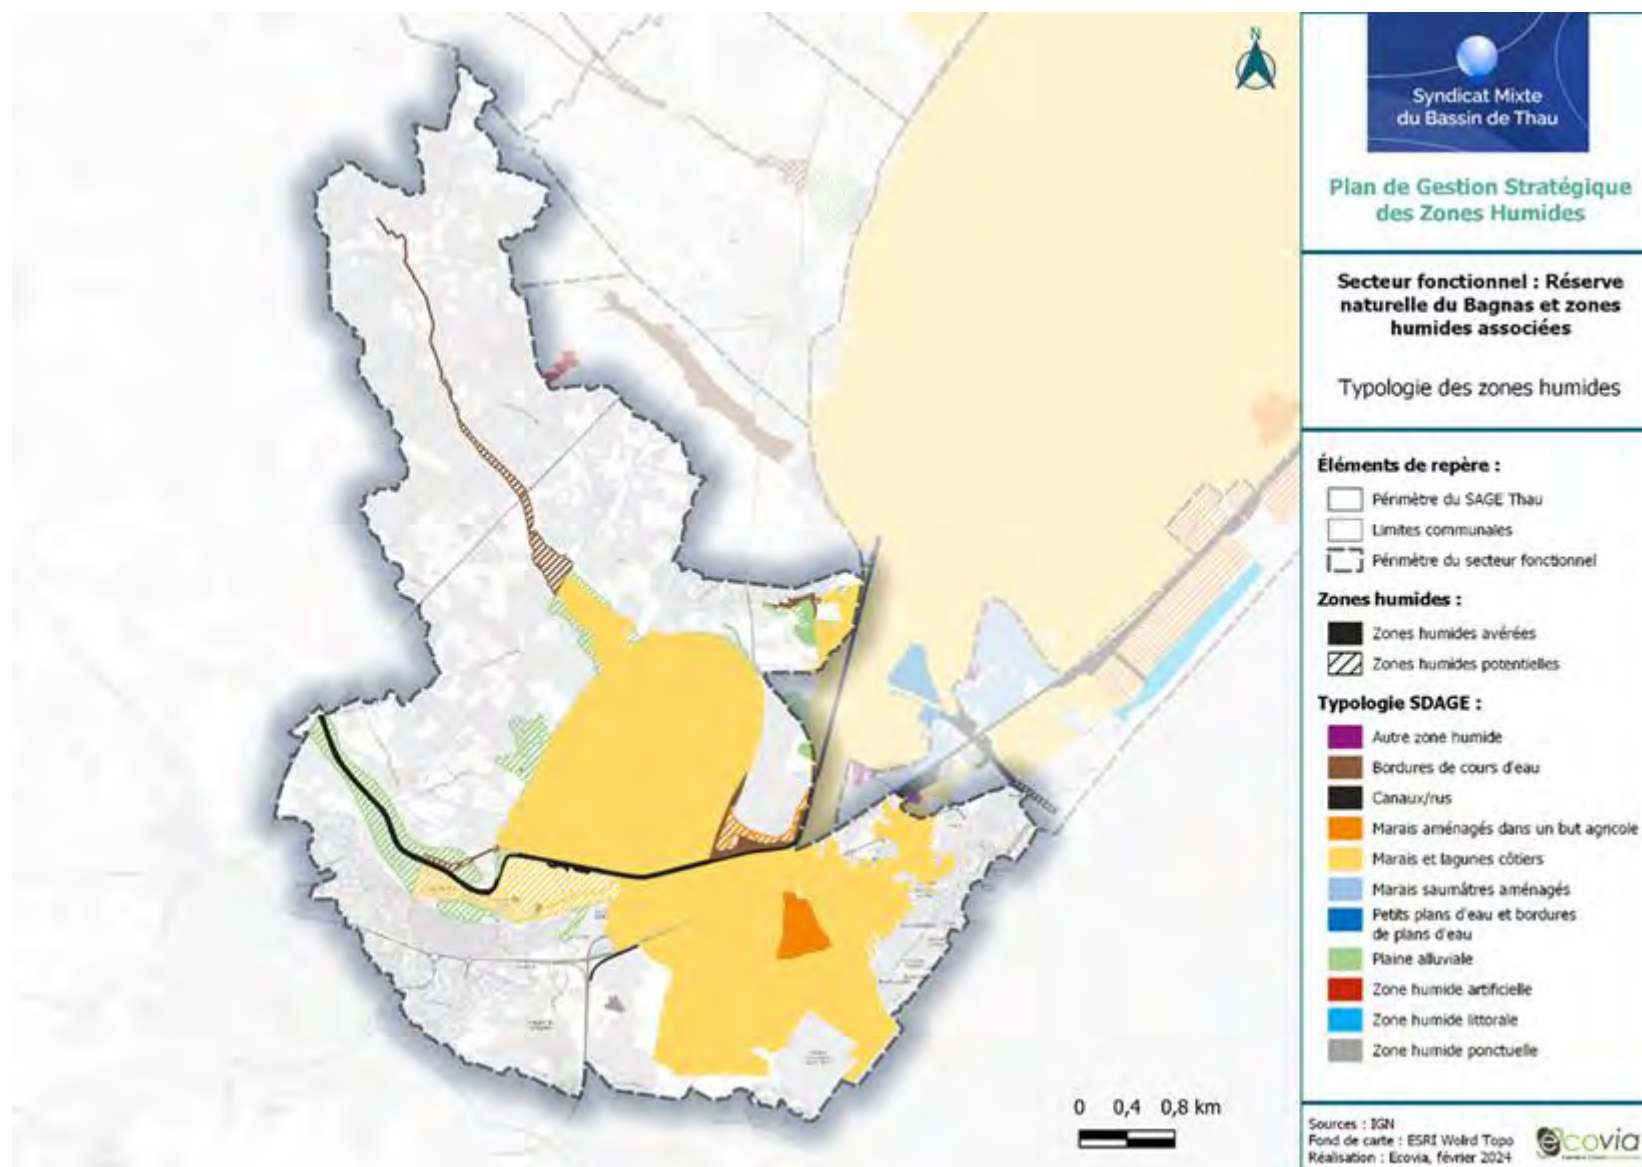 N
Syndicat Mixte
du Bassin de Thau
Plan de Gestion Stratégique
des Zones Humides
Secteur fonctionnel : Réserve
naturelle du Bagnas et zones
humides associées
Typologie des zones humides
Éléments de repère :
Périmètre du SAGE Thau
Limites communales
Périmètre du secteur fonctionnel
Zones humides :
Zones humides avérées
Zones humides potentielles
Typologie SDAGE :
Autre zone humide
Bordures de cours d'eau
Canaux/rus
Marais aménagés dans un but agricole
Marais et lagunes côtiers
Marais saumâtres aménagés
Petits plans d'eau et bordures
de plans d'eau
Plaine alluviale
Zone humide artificielle
Zone humide littorale
Zone humide ponctuelle
0 0,4 0,8 km
Sources : IGN
Fond de carte : ESRI Wolrd Topo
Réalisation : Ecovia, février 2024
ecovia